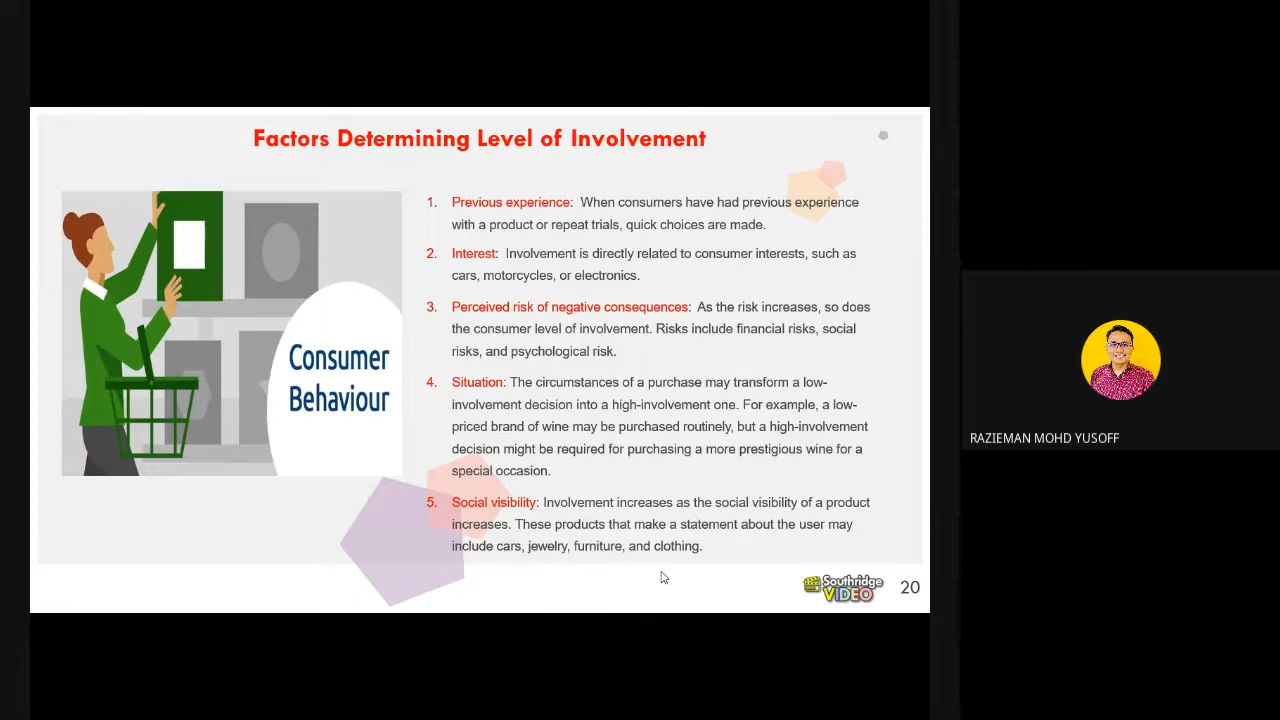 Factors Determining Level of Involvement
1. Previous experience: When consumers have had previous experience
with a product or repeat trials, quick choices are made.
2. Interest: Involvement is directly related to consumer interests, such as
cars, motorcycles, or electronics.
3. Perceived risk of negative consequences: As the risk increases, so does
the consumer level of involvement. Risks include financial risks, social
risks, and psychological risk.
4. Situation: The circumstances of a purchase may transform a low-
involvement decision into a high-involvement one. For example, a low-
priced brand of wine may be purchased routinely, but a high-involvement
decision might be required for purchasing a more prestigious wine for a
special occasion.
5. Social visibility: Involvement increases as the social visibility of a product
increases. These products that make a statement about the user may
include cars, jewelry, furniture, and clothing.
Consumer
Behaviour
Southridge
VIDEO
20
RAZIEMAN MOHD YUSOFF